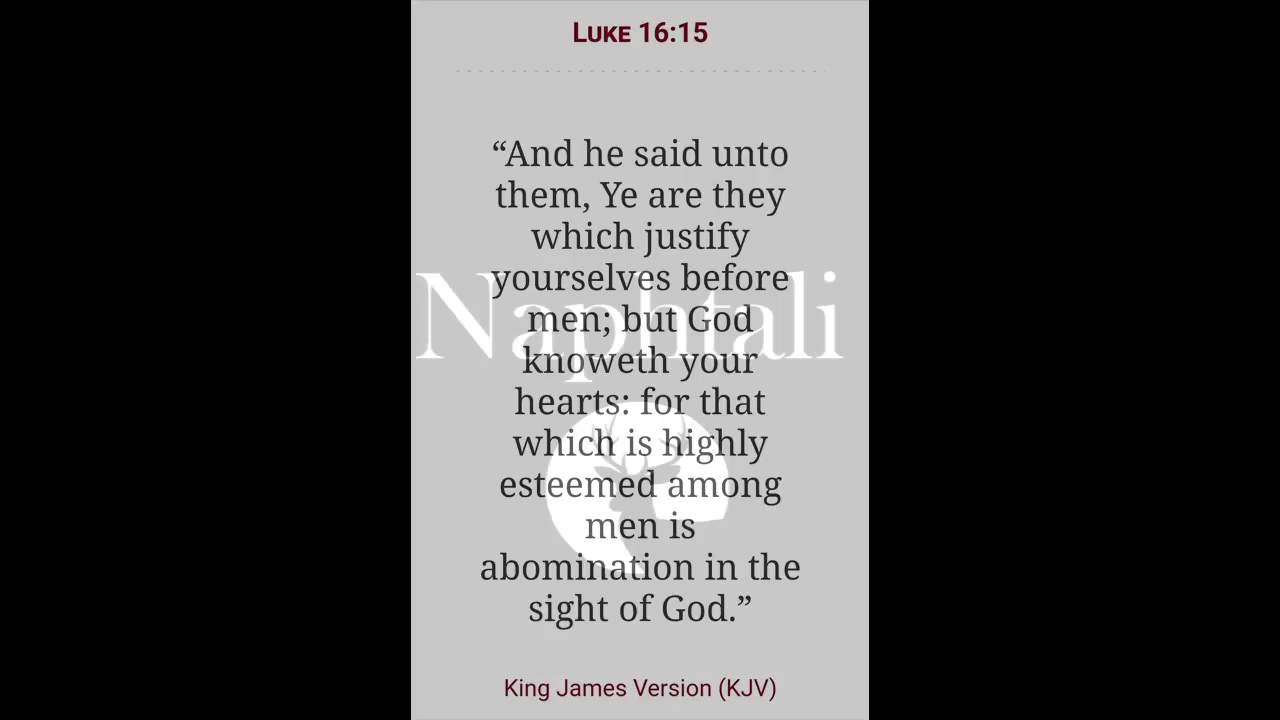 Luke 16:15
“And he said unto
them, Ye are they
which justify
yourselves before
men; but God
knoweth your
hearts: for that
which is highly
esteemed among
men is
abomination in the
sight of God.”
Naphtali
King James Version (KJV)